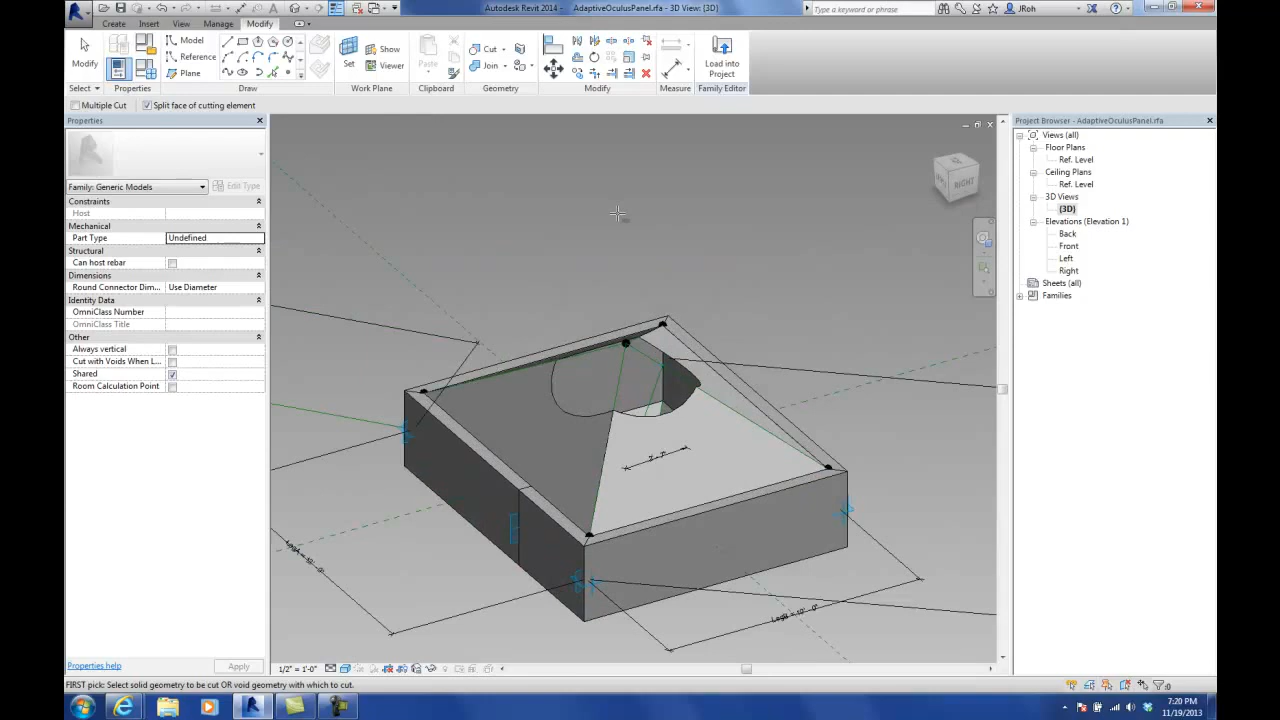 Autodesk Revit 2014 -
AdaptiveOculusPanel.rfa - 3D View: {3D}
Type a keyword or phrase
JRoh
Create
Insert
View
Manage
Modify
Modify
Model
Reference
Plane
Set
Show
Viewer
Paste
Cut
Join
Load into
Project
Select
Properties
Draw
Work Plane
Clipboard
Geometry
Modify
Measure
Family Editor
Multiple Cut
Split face of cutting element
Properties
Family: Generic Models
Edit Type
Constraints
Host
Mechanical
Part Type
Undefined
Structural
Can host rebar
Dimensions
Round Connector Dim...
Use Diameter
Identity Data
OmniClass Number
OmniClass Title
Other
Always vertical
Cut with Voids When L...
Shared
Room Calculation Point
Properties help
Apply
RIGHT
LegA = 10' - 0"
LegB = 10' - 0"
Project Browser - AdaptiveOculusPanel.rfa
Views (all)
Floor Plans
Ref. Level
Ceiling Plans
Ref. Level
3D Views
{3D}
Elevations (Elevation 1)
Back
Front
Left
Right
Sheets (all)
Families
1/2" = 1'-0"
FIRST pick: Select solid geometry to be cut OR void geometry with which to cut.
:0
7:20 PM
11/19/2013